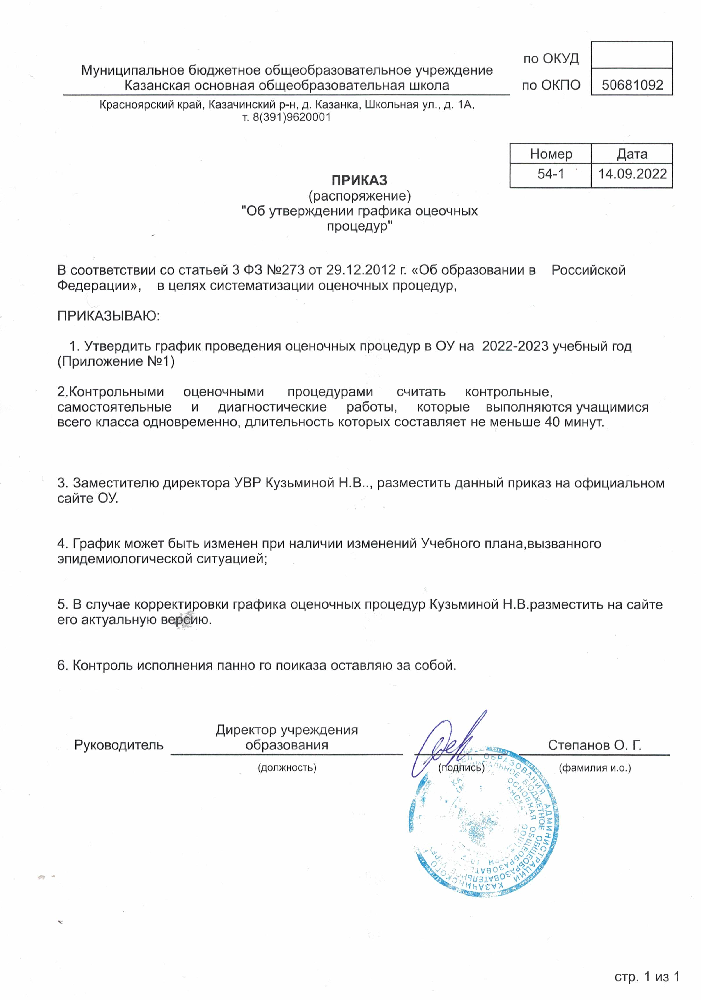 по ОКУД
Муниципальное бюджетное общеобразовательное учреждение
Казанская основная общеобразовательная школа
по ОКПО 50681092
Красноярский край, Казачинский р-н, д. Казанка, Школьная ул., д. 1А,
т. 8(391)9620001
Номер Дата
54-1 14.09.2022
ПРИКАЗ
(распоряжение)
"Об утверждении графика оцеочных
процедур"
В соответствии со статьей 3 ФЗ №273 от 29.12.2012 г. «Об образовании в Российской
Федерации», в целях систематизации оценочных процедур,
ПРИКАЗЫВАЮ:
1. Утвердить график проведения оценочных процедур в ОУ на 2022-2023 учебный год
(Приложение №1)
2.Контрольными оценочными процедурами считать контрольные,
самостоятельные и диагностические работы, которые выполняются учащимися
всего класса одновременно, длительность которых составляет не меньше 40 минут.
3. Заместителю директора УВР Кузьминой Н.В.., разместить данный приказ на официальном
сайте ОУ.
4. График может быть изменен при наличии изменений Учебного плана,вызванного
эпидемиологической ситуацией;
5. В случае корректировки графика оценочных процедур Кузьминой Н.В.разместить на сайте
его актуальную версию.
6. Контроль исполнения панно го поиказа оставляю за собой.
Директор учреждения
Руководитель образования Степанов О. Г.
(должность) (подпись) (фамилия и.о.)
ОБРАЗОВАНИЯ АДМИНИСТРАЦИИ КАЗАЧИНСКОГО
БЮДЖЕТНОЕ ОБЩЕОБРАЗОВАТЕЛЬНОЕ
ОСНОВНАЯ
стр. 1 из 1